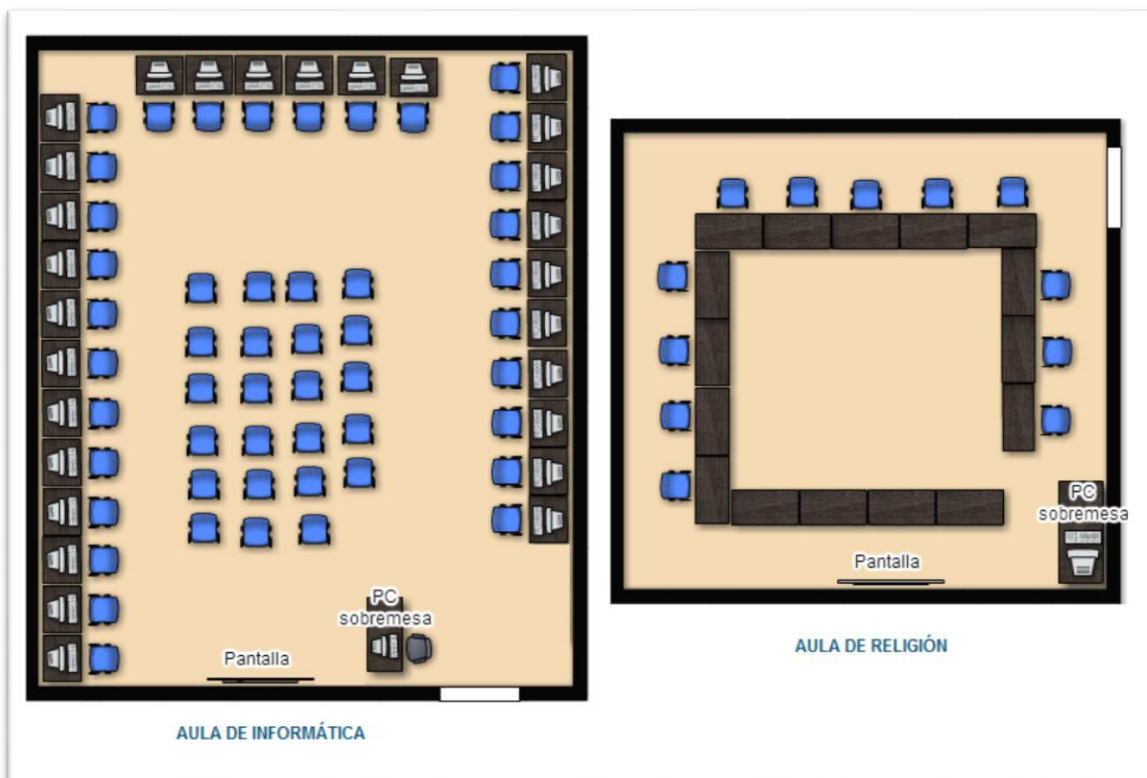 PC
sobremesa
Pantalla
AULA DE INFORMÁTICA
PC
sobremesa
Pantalla
AULA DE RELIGIÓN